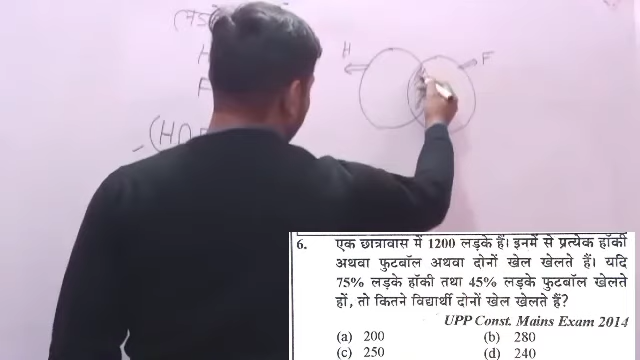 H
F
H
F
6. एक छात्रावास में 1200 लड़के हैं। इनमें से प्रत्येक हॉकी
अथवा फुटबॉल अथवा दोनों खेल खेलते हैं। यदि
75% लड़के हॉकी तथा 45% लड़के फुटबॉल खेलते
हों, तो कितने विद्यार्थी दोनों खेल खेलते हैं?
UPP Const. Mains Exam 2014
(a) 200 (b) 280
(c) 250 (d) 240